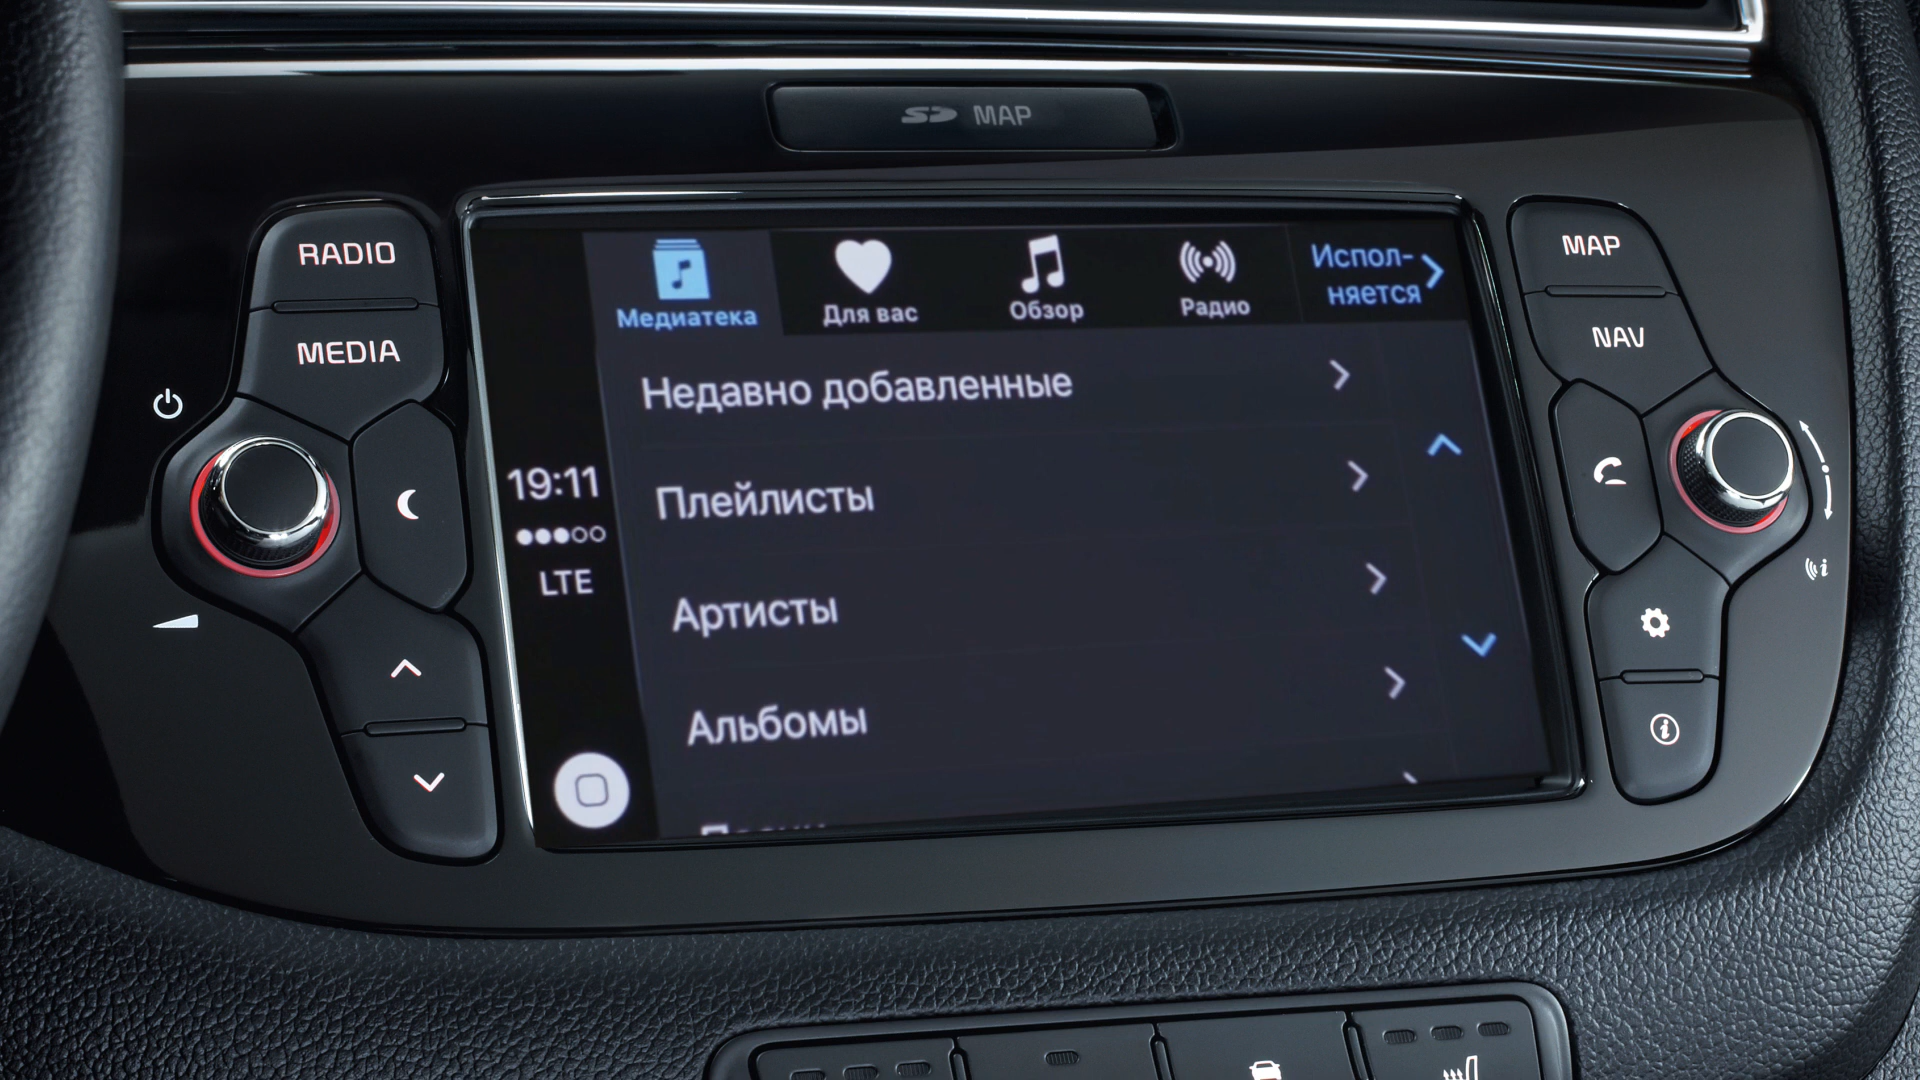 SD MAP
RADIO
MEDIA
Медиатека
Для вас
Обзор
Радио
Испол-
няется
Недавно добавленные
Плейлисты
Артисты
Альбомы
19:11
LTE
MAP
NAV